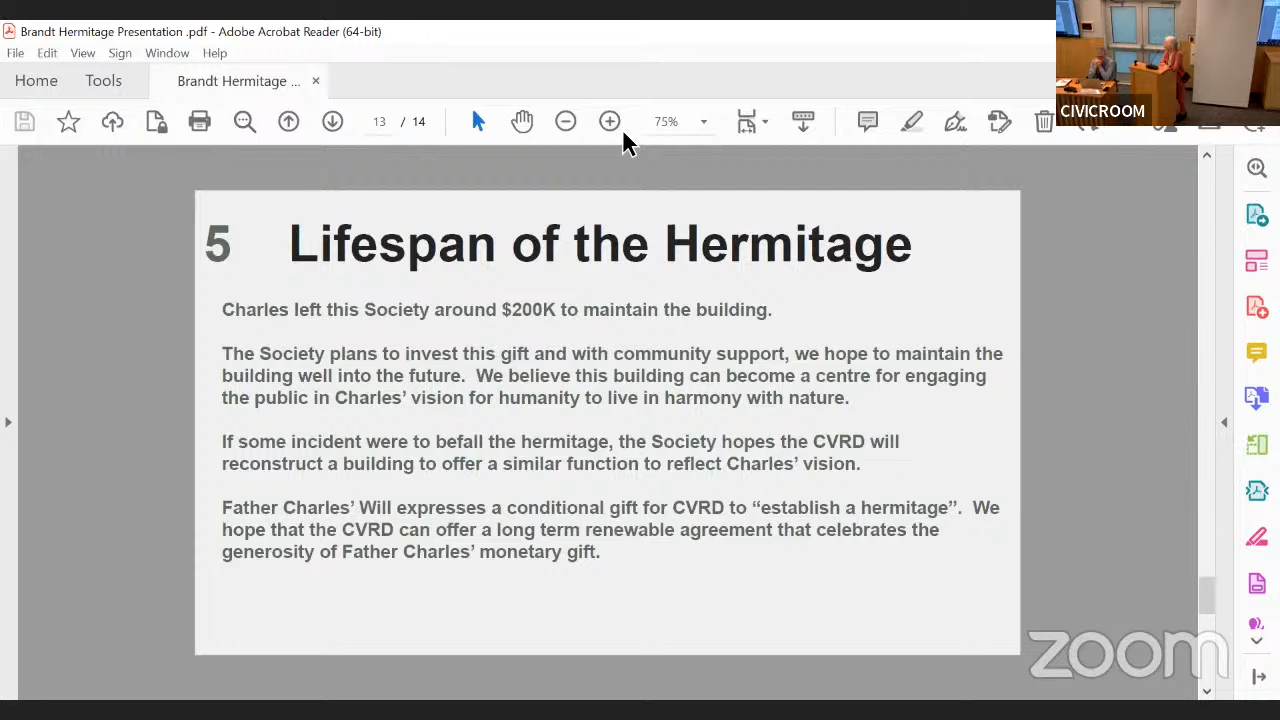 Brandt Hermitage Presentation .pdf - Adobe Acrobat Reader (64-bit)
File Edit View Sign Window Help
Home Tools Brandt Hermitage ... ×
13 / 14 75%
CIVICROOM
5 Lifespan of the Hermitage
Charles left this Society around $200K to maintain the building.
The Society plans to invest this gift and with community support, we hope to maintain the
building well into the future. We believe this building can become a centre for engaging
the public in Charles’ vision for humanity to live in harmony with nature.
If some incident were to befall the hermitage, the Society hopes the CVRD will
reconstruct a building to offer a similar function to reflect Charles’ vision.
Father Charles’ Will expresses a conditional gift for CVRD to “establish a hermitage”. We
hope that the CVRD can offer a long term renewable agreement that celebrates the
generosity of Father Charles’ monetary gift.
zoom